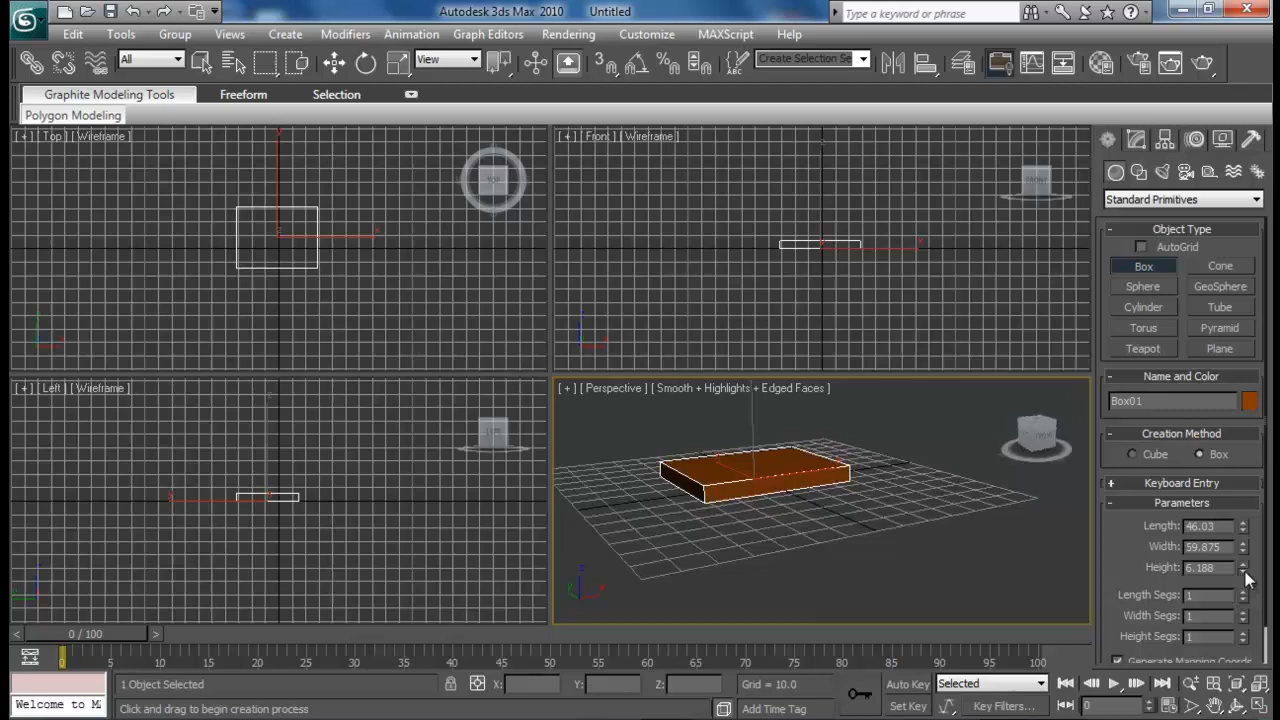 Autodesk 3ds Max 2010 Untitled
Type a keyword or phrase
Edit Tools Group Views Create Modifiers Animation Graph Editors Rendering Customize MAXScript Help
All View Create Selection Se
Graphite Modeling Tools Freeform Selection
Polygon Modeling
[ + ] [ Top ] [ Wireframe ]
TOP
[ + ] [ Front ] [ Wireframe ]
FRONT
[ + ] [ Left ] [ Wireframe ]
[ + ] [ Perspective ] [ Smooth + Highlights + Edged Faces ]
Standard Primitives
- Object Type
AutoGrid
Box Cone
Sphere GeoSphere
Cylinder Tube
Torus Pyramid
Teapot Plane
- Name and Color
Box01
- Creation Method
Cube Box
+ Keyboard Entry
- Parameters
Length: 46.03
Width: 59.875
Height: 6.188
Length Segs: 1
Width Segs: 1
Height Segs: 1
Generate Mapping Coords.
< 0 / 100 >
0 5 10 15 20 25 30 35 40 45 50 55 60 65 70 75 80 85 90 95 100
1 Object Selected X: Y: Z: Grid = 10.0 Auto Key Selected
Welcome to MA Click and drag to begin creation process Add Time Tag Set Key Key Filters... 0